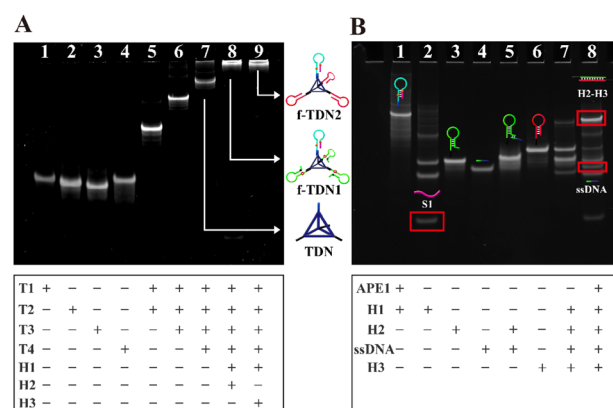 A
1 2 3 4 5 6 7 8 9
f-TDN2
f-TDN1
TDN
T1 + − − − + + + + +
T2 − + − − + + + + +
T3 − − + − − + + + +
T4 − − − + − − + + +
H1 − − − − − − − + +
H2 − − − − − − − + −
H3 − − − − − − − − +
B
1 2 3 4 5 6 7 8
H2-H3
S1
ssDNA
APE1 + − − − − − − +
H1 + + − − − − + +
H2 − − + − + − + +
ssDNA − − − + + − + +
H3 − − − − − + + +